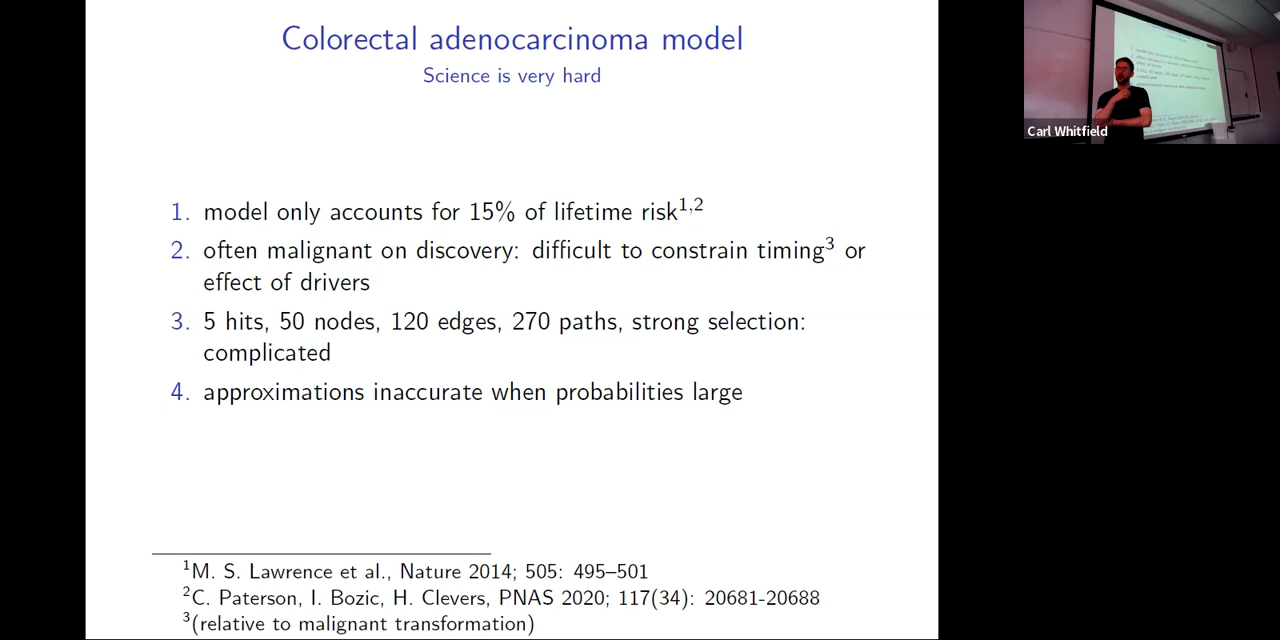 Colorectal adenocarcinoma model
Science is very hard
1. model only accounts for 15% of lifetime risk1,2
2. often malignant on discovery: difficult to constrain timing3 or
effect of drivers
3. 5 hits, 50 nodes, 120 edges, 270 paths, strong selection:
complicated
4. approximations inaccurate when probabilities large
1M. S. Lawrence et al., Nature 2014; 505: 495–501
2C. Paterson, I. Bozic, H. Clevers, PNAS 2020; 117(34): 20681-20688
3(relative to malignant transformation)
Carl Whitfield